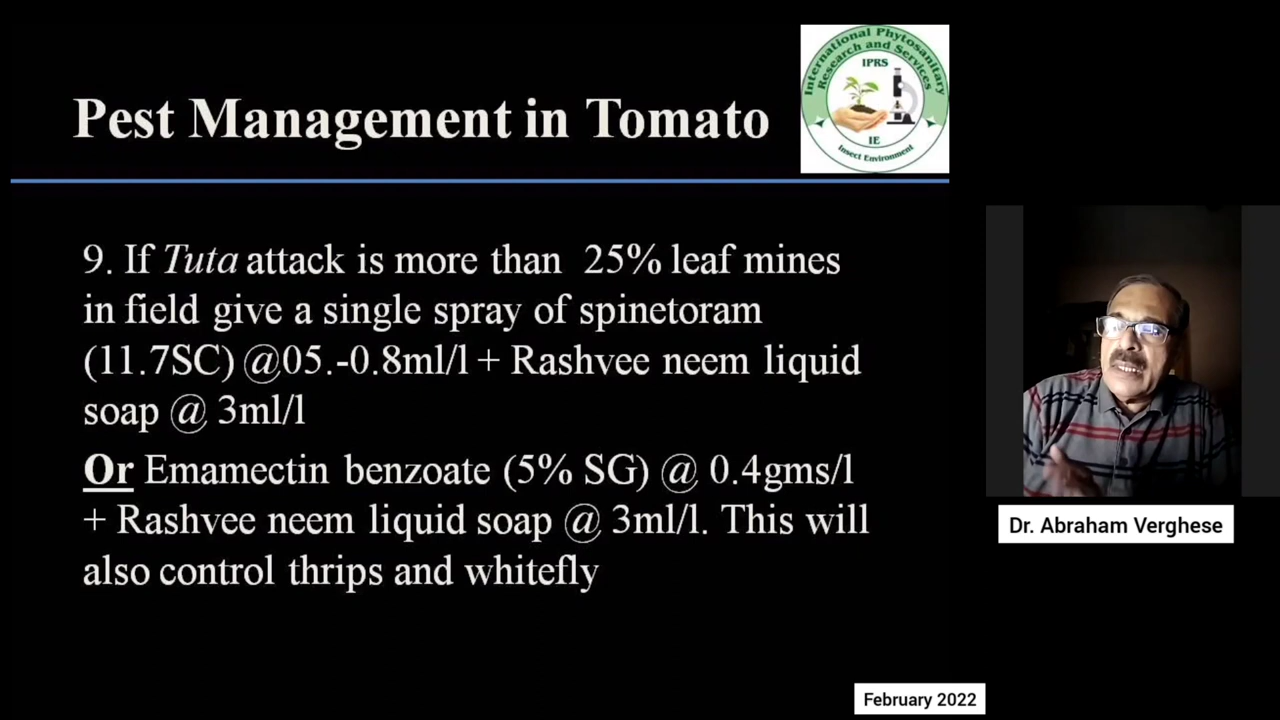 International Phytosanitary
Research and Services
IPRS
IE
Insect Environment
Pest Management in Tomato
9. If Tuta attack is more than 25% leaf mines
in field give a single spray of spinetoram
(11.7SC) @05.-0.8ml/l + Rashvee neem liquid
soap @ 3ml/l
Or Emamectin benzoate (5% SG) @ 0.4gms/l
+ Rashvee neem liquid soap @ 3ml/l. This will
also control thrips and whitefly
Dr. Abraham Verghese
February 2022